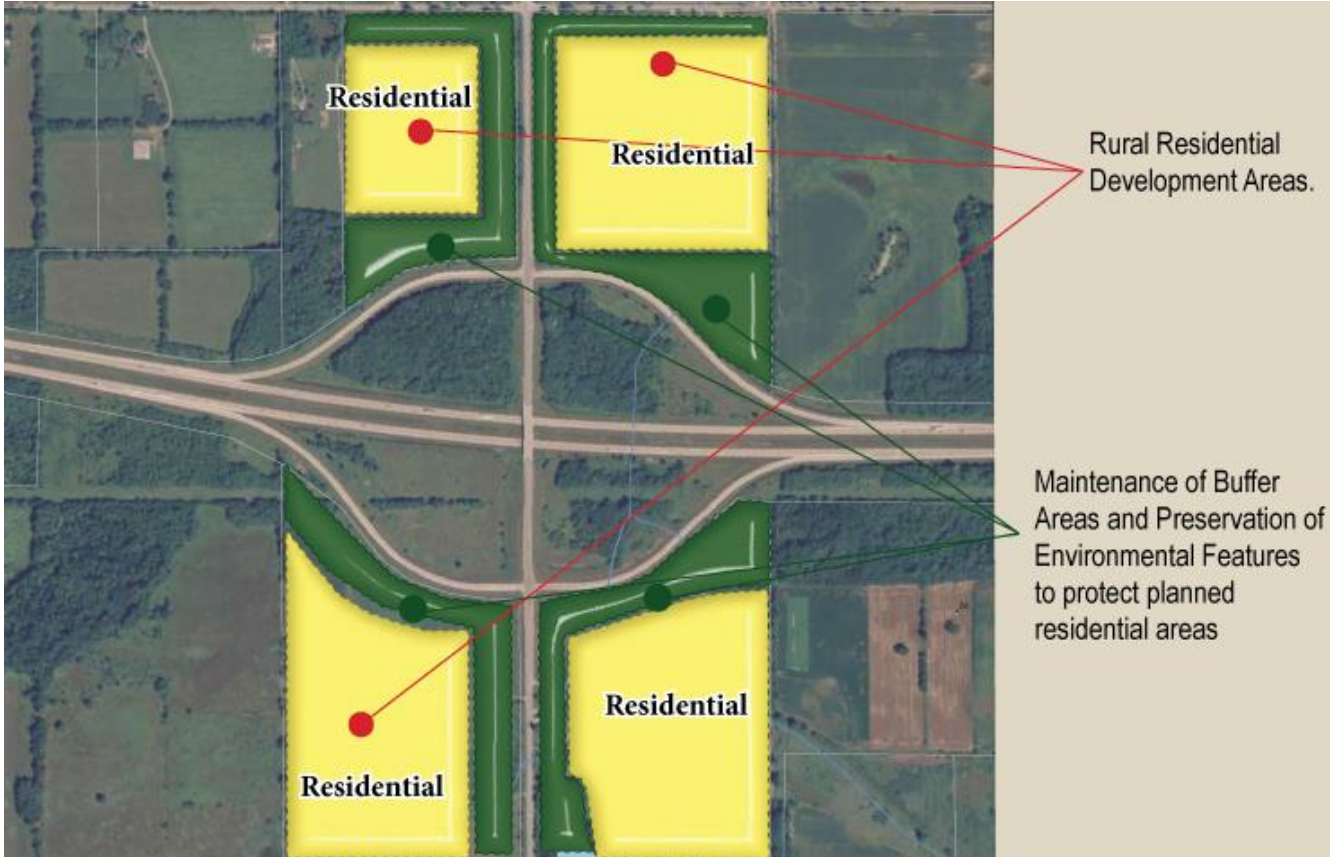 Residential
Residential
Rural Residential
Development Areas.
Maintenance of Buffer
Areas and Preservation of
Environmental Features
to protect planned
residential areas
Residential
Residential